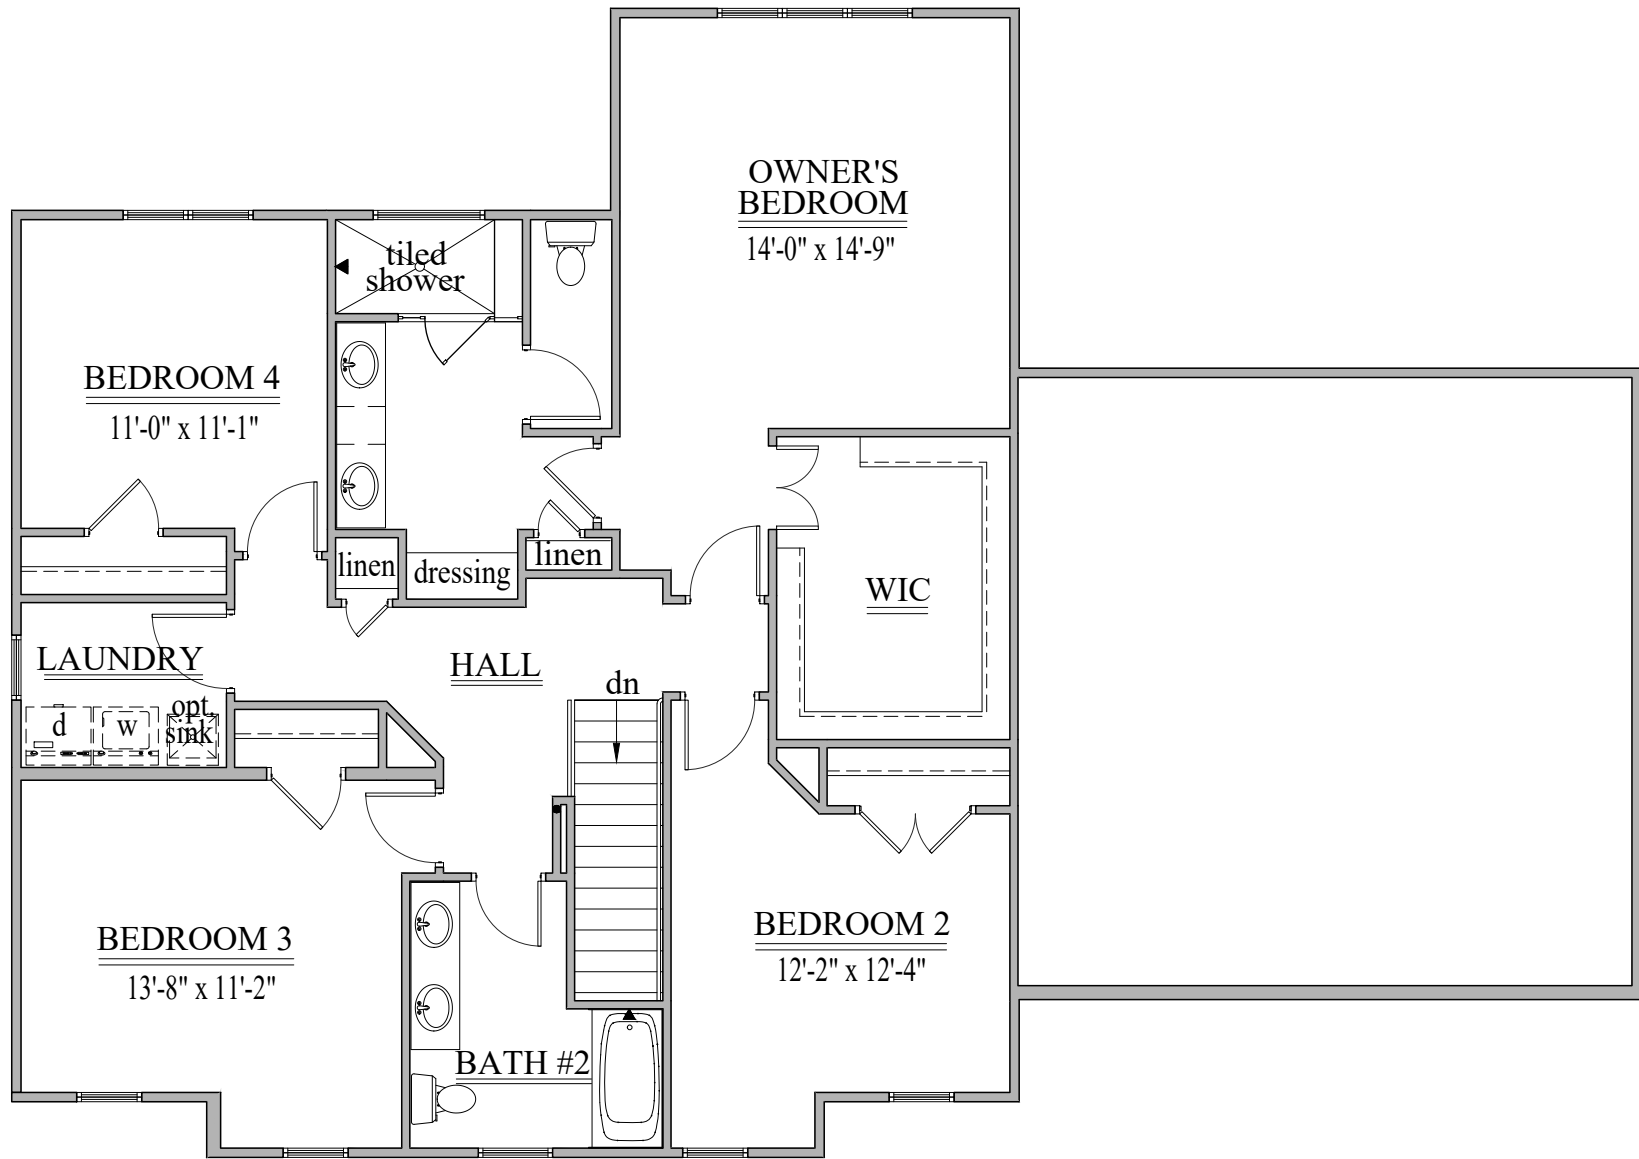 OWNER'S
BEDROOM
14'-0" x 14'-9"
tiled
shower
BEDROOM 4
11'-0" x 11'-1"
linen
dressing
linen
WIC
LAUNDRY
HALL
dn
d
w
opt.
sink
BEDROOM 3
13'-8" x 11'-2"
BEDROOM 2
12'-2" x 12'-4"
BATH #2